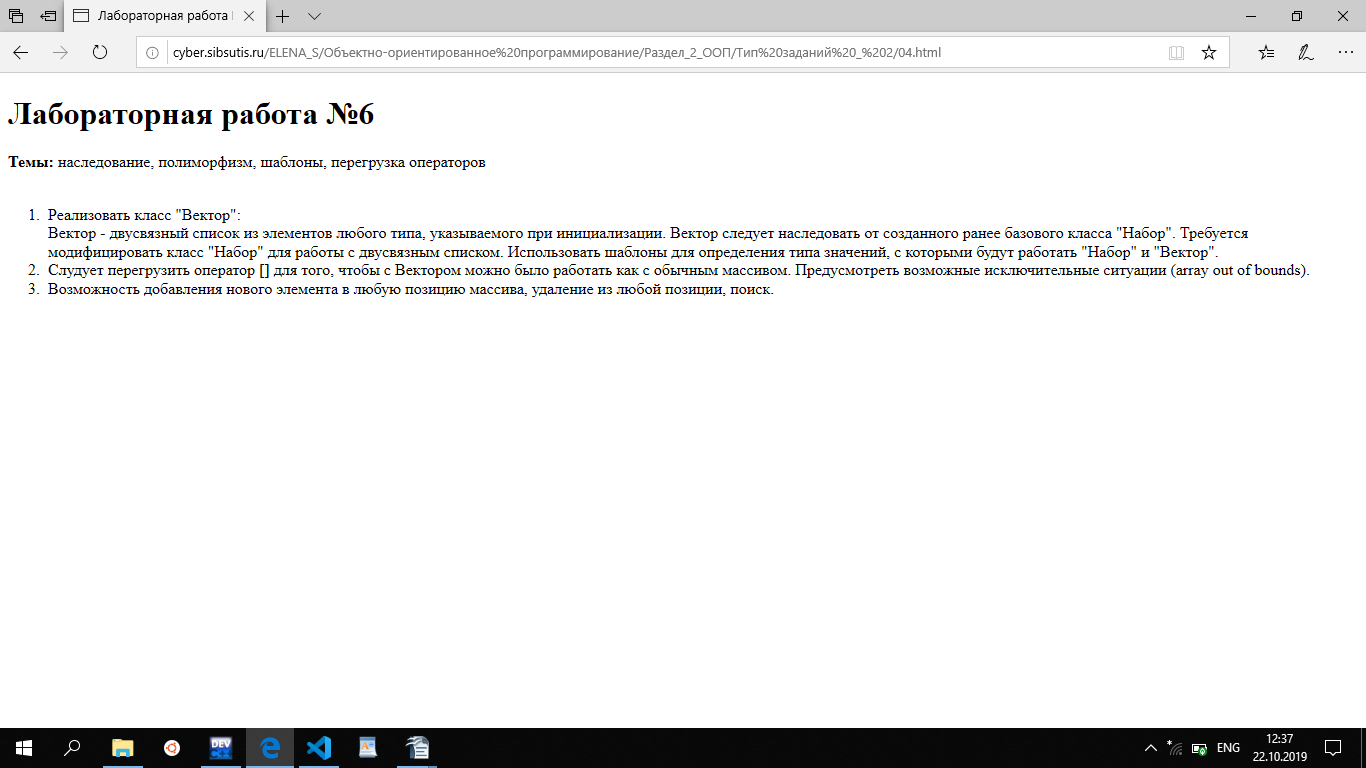 Лабораторная работа
cyber.sibsutis.ru/ELENA_S/Объектно-ориентированное%20программирование/Раздел_2_ООП/Тип%20заданий%20_%202/04.html
Лабораторная работа №6
Темы: наследование, полиморфизм, шаблоны, перегрузка операторов
1. Реализовать класс "Вектор":
Вектор - двусвязный список из элементов любого типа, указываемого при инициализации. Вектор следует наследовать от созданного ранее базового класса "Набор". Требуется
модифицировать класс "Набор" для работы с двусвязным списком. Использовать шаблоны для определения типа значений, с которыми будут работать "Набор" и "Вектор".
2. Слудует перегрузить оператор [] для того, чтобы с Вектором можно было работать как с обычным массивом. Предусмотреть возможные исключительные ситуации (array out of bounds).
3. Возможность добавления нового элемента в любую позицию массива, удаление из любой позиции, поиск.
DEV
ENG
12:37
22.10.2019